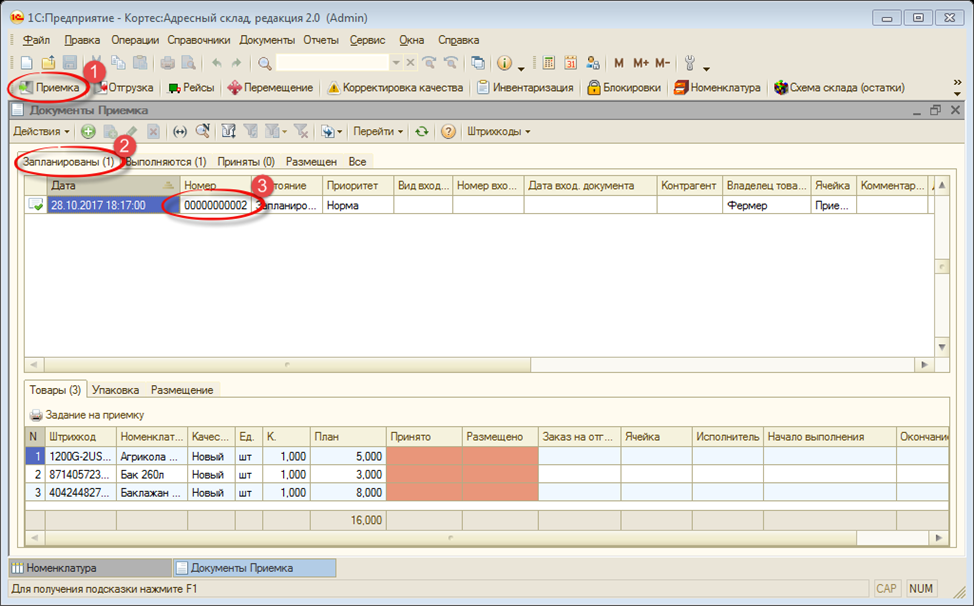 1С:Предприятие - Кортес:Адресный склад, редакция 2.0 (Admin)
Файл Правка Операции Справочники Документы Отчеты Сервис Окна Справка
M M+ M-
1
Приемка Отгрузка Рейсы Перемещение Корректировка качества Инвентаризация Блокировки Номенклатура Схема склада (остатки)
Документы Приемка
Действия Перейти Штрихкоды
2
Запланированы (1) Выполняются (1) Приняты (0) Размещен Все
3
Дата Номер Приоритет Вид вход... Номер вхо... Дата вход. документа Контрагент Владелец това... Ячейка Комментар...
28.10.2017 18:17:00 00000000002 Запланиро... Норма Фермер Прие...
Товары (3) Упаковка Размещение
Задание на приемку
N Штрихкод Номенклат... Качес... Ед. К. План Принято Размещено Заказ на отг... Ячейка Исполнитель Начало выполнения Окончани
1 1200G-2US... Агрикола ... Новый шт 1,000 5,000
2 871405723... Бак 260л Новый шт 1,000 3,000
3 404244827... Баклажан ... Новый шт 1,000 8,000
16,000
Номенклатура Документы Приемка
Для получения подсказки нажмите F1 CAP NUM